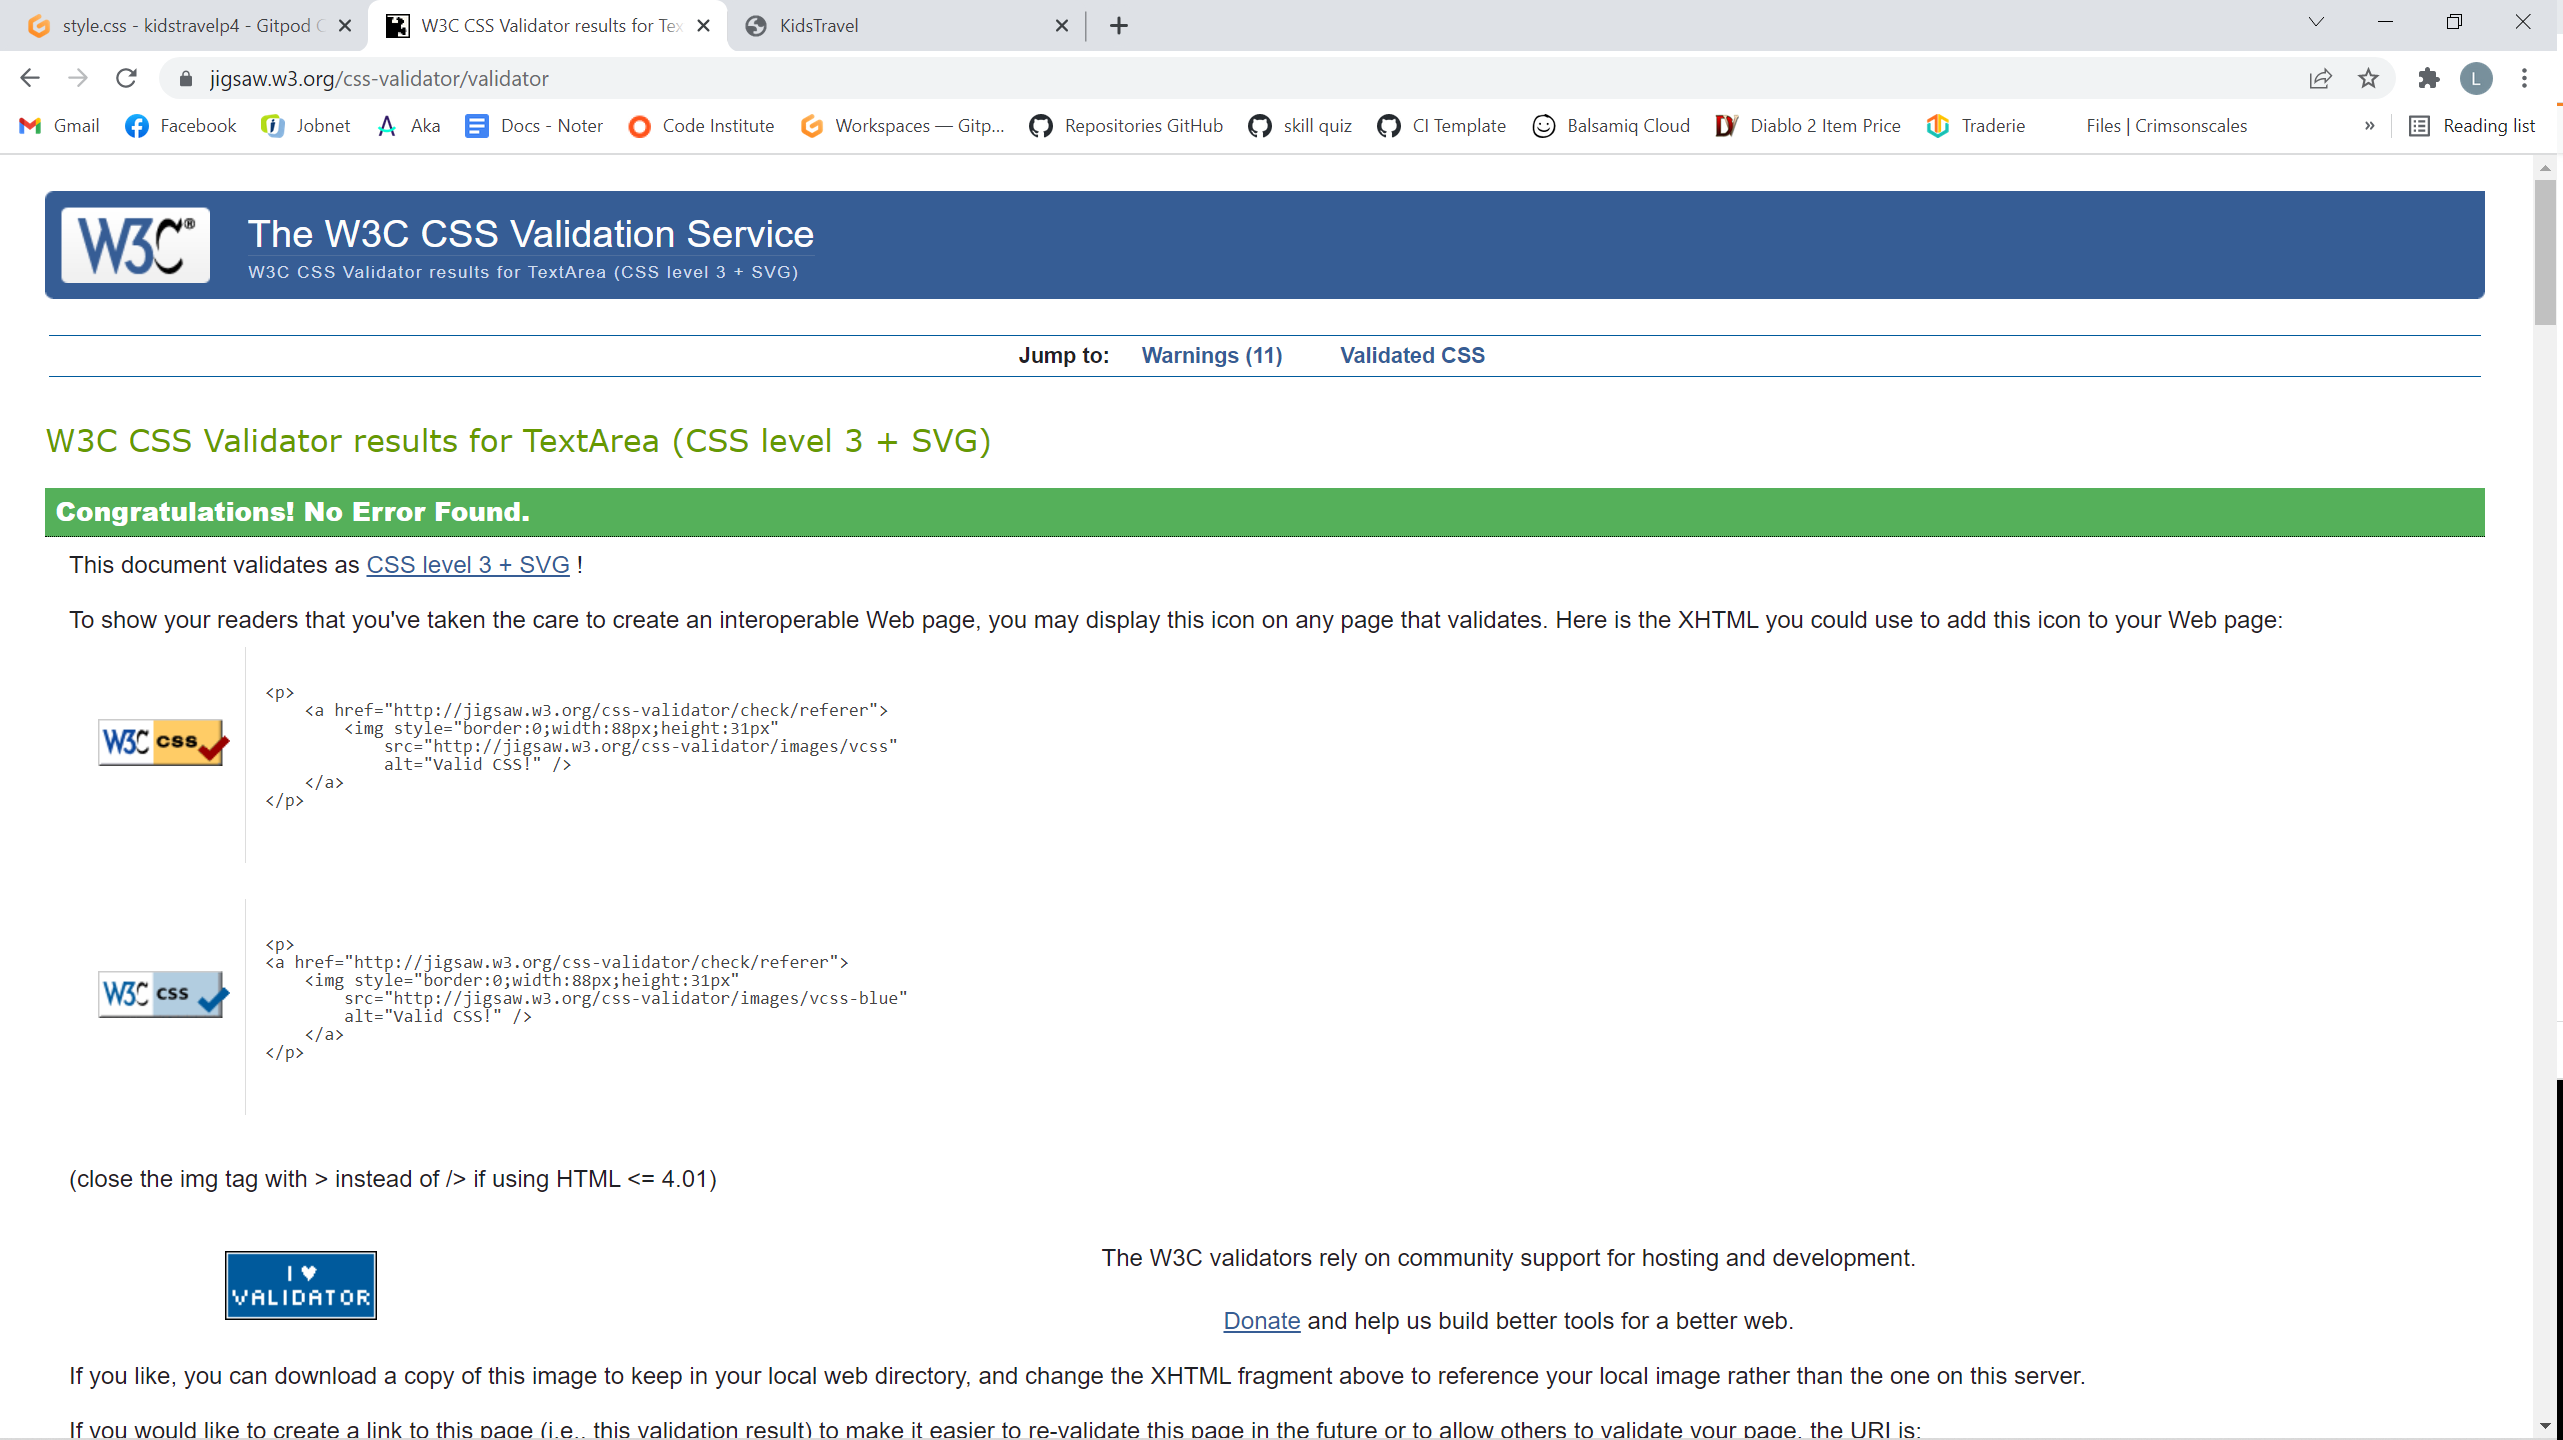 style.css - kidstravelp4 - Gitpod C
W3C CSS Validator results for Tex
KidsTravel
jigsaw.w3.org/css-validator/validator
L
Gmail Facebook Jobnet Aka Docs - Noter Code Institute Workspaces — Gitp... Repositories GitHub skill quiz CI Template Balsamiq Cloud Diablo 2 Item Price Traderie Files | Crimsonscales » Reading list
W3C®
The W3C CSS Validation Service
W3C CSS Validator results for TextArea (CSS level 3 + SVG)
Jump to: Warnings (11) Validated CSS
W3C CSS Validator results for TextArea (CSS level 3 + SVG)
Congratulations! No Error Found.
This document validates as CSS level 3 + SVG !
To show your readers that you've taken the care to create an interoperable Web page, you may display this icon on any page that validates. Here is the XHTML you could use to add this icon to your Web page:
W3C css
<p>
<a href="http://jigsaw.w3.org/css-validator/check/referer">
<img style="border:0;width:88px;height:31px"
src="http://jigsaw.w3.org/css-validator/images/vcss"
alt="Valid CSS!" />
</a>
</p>
W3C css
<p>
<a href="http://jigsaw.w3.org/css-validator/check/referer">
<img style="border:0;width:88px;height:31px"
src="http://jigsaw.w3.org/css-validator/images/vcss-blue"
alt="Valid CSS!" />
</a>
</p>
(close the img tag with > instead of /> if using HTML <= 4.01)
I ♥
VALIDATOR
The W3C validators rely on community support for hosting and development.
Donate and help us build better tools for a better web.
If you like, you can download a copy of this image to keep in your local web directory, and change the XHTML fragment above to reference your local image rather than the one on this server.
If you would like to create a link to this page (i.e., this validation result) to make it easier to re-validate this page in the future or to allow others to validate your page, the URI is: